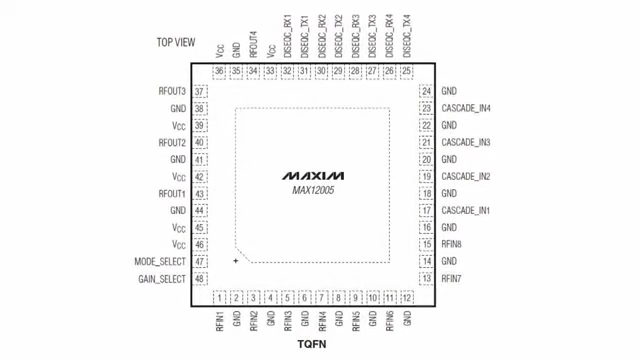 TOP VIEW
VCC
GND
RFOUT4
VCC
DISEQC_RX1
DISEQC_TX1
DISEQC_RX2
DISEQC_TX2
DISEQC_RX3
DISEQC_TX3
DISEQC_RX4
DISEQC_TX4
36 35 34 33 32 31 30 29 28 27 26 25
RFOUT3 37
GND 38
VCC 39
RFOUT2 40
GND 41
VCC 42
RFOUT1 43
GND 44
VCC 45
VCC 46
MODE_SELECT 47
GAIN_SELECT 48
MAXIM
MAX12005
+
24 GND
23 CASCADE_IN4
22 GND
21 CASCADE_IN3
20 GND
19 CASCADE_IN2
18 GND
17 CASCADE_IN1
16 GND
15 RFIN8
14 GND
13 RFIN7
1 2 3 4 5 6 7 8 9 10 11 12
RFIN1
GND
RFIN2
GND
RFIN3
GND
RFIN4
GND
RFIN5
GND
RFIN6
GND
TQFN